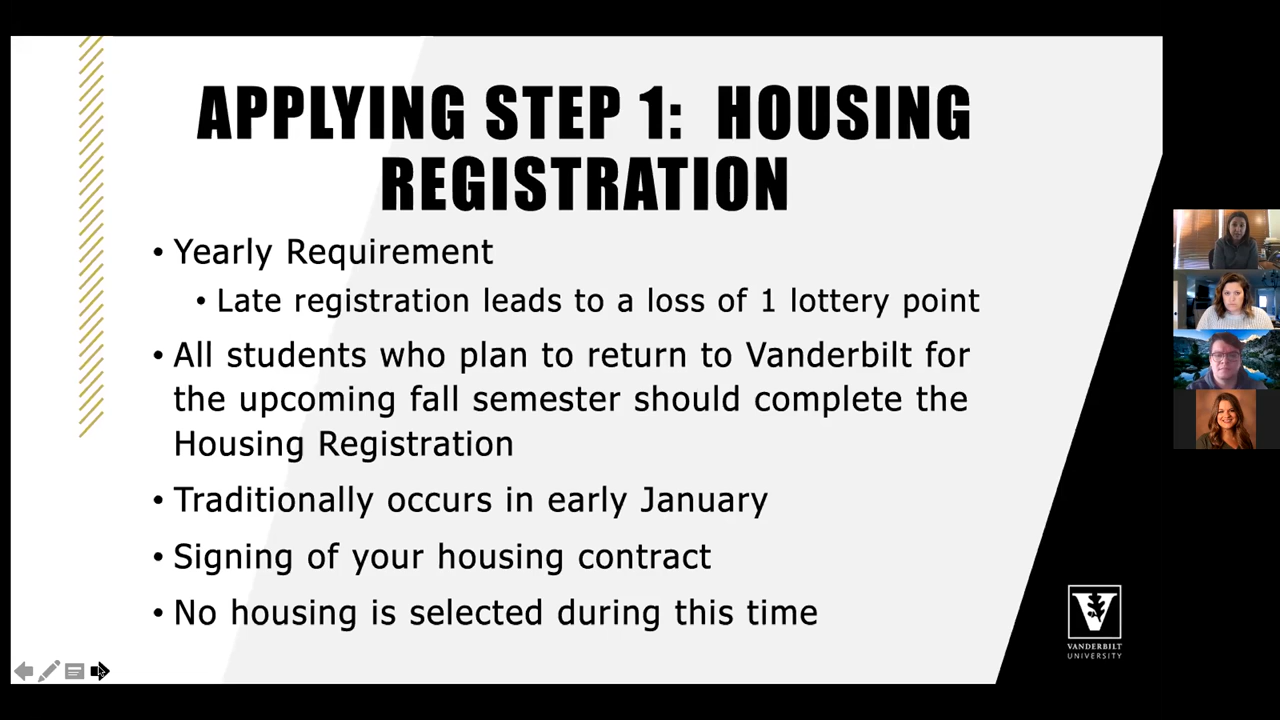 APPLYING STEP 1: HOUSING
REGISTRATION
• Yearly Requirement
• Late registration leads to a loss of 1 lottery point
• All students who plan to return to Vanderbilt for
the upcoming fall semester should complete the
Housing Registration
• Traditionally occurs in early January
• Signing of your housing contract
• No housing is selected during this time
V
VANDERBILT
UNIVERSITY